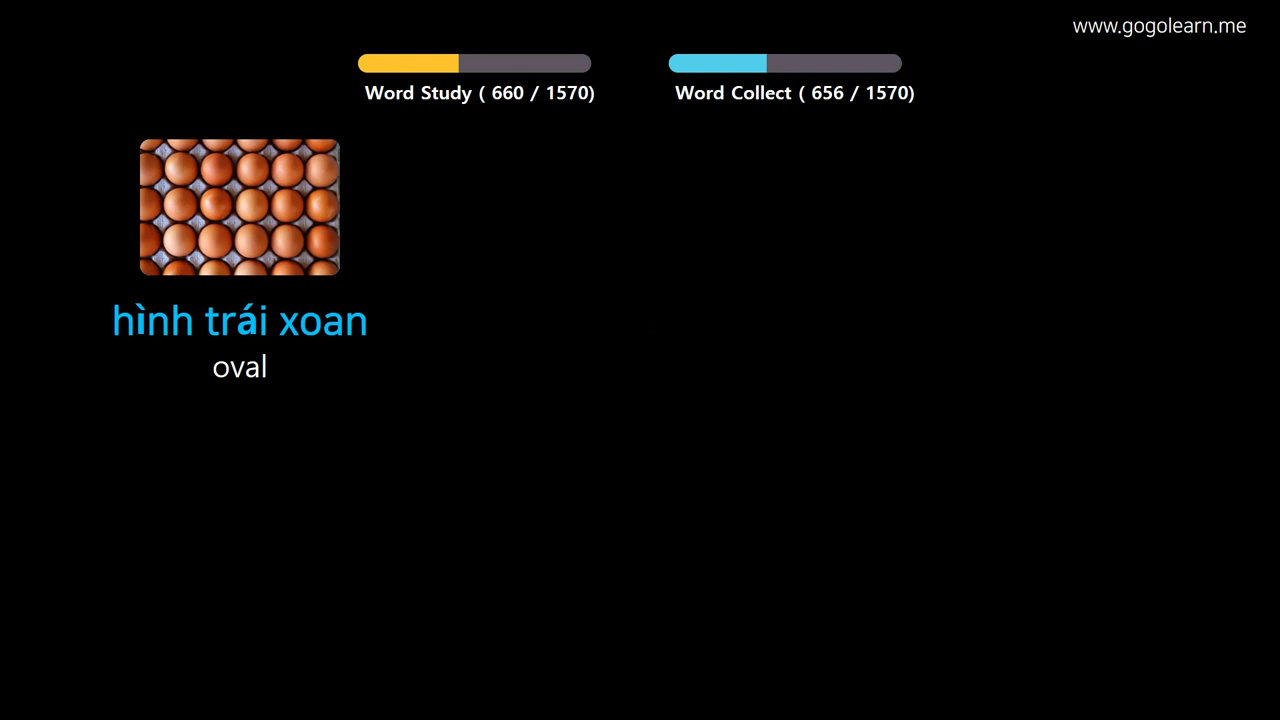 www.gogolearn.me
Word Study ( 660 / 1570)
Word Collect ( 656 / 1570)
hình trái xoan
oval